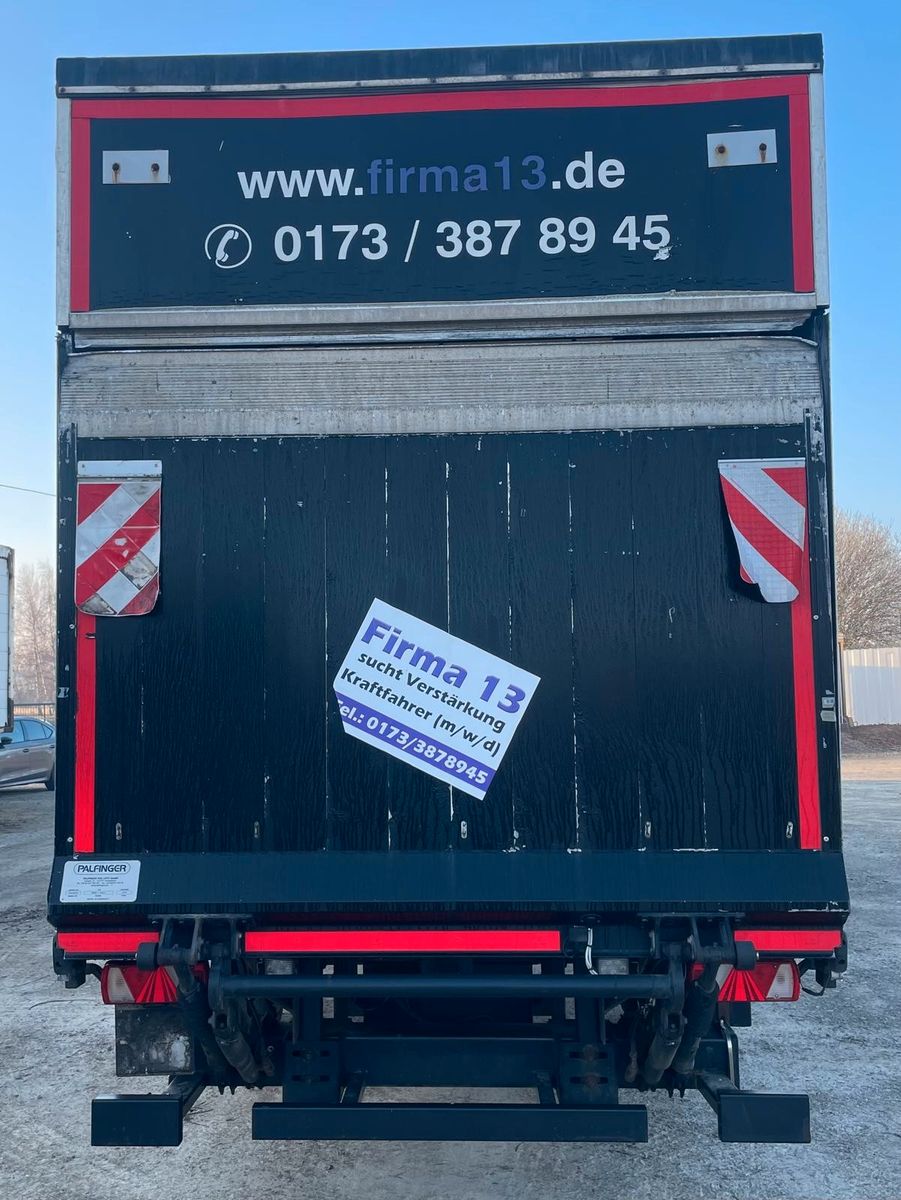 www.firma13.de
0173 / 387 89 45
Firma 13
sucht Verstärkung
Kraftfahrer (m/w/d)
Tel.: 0173/3878945
PALFINGER